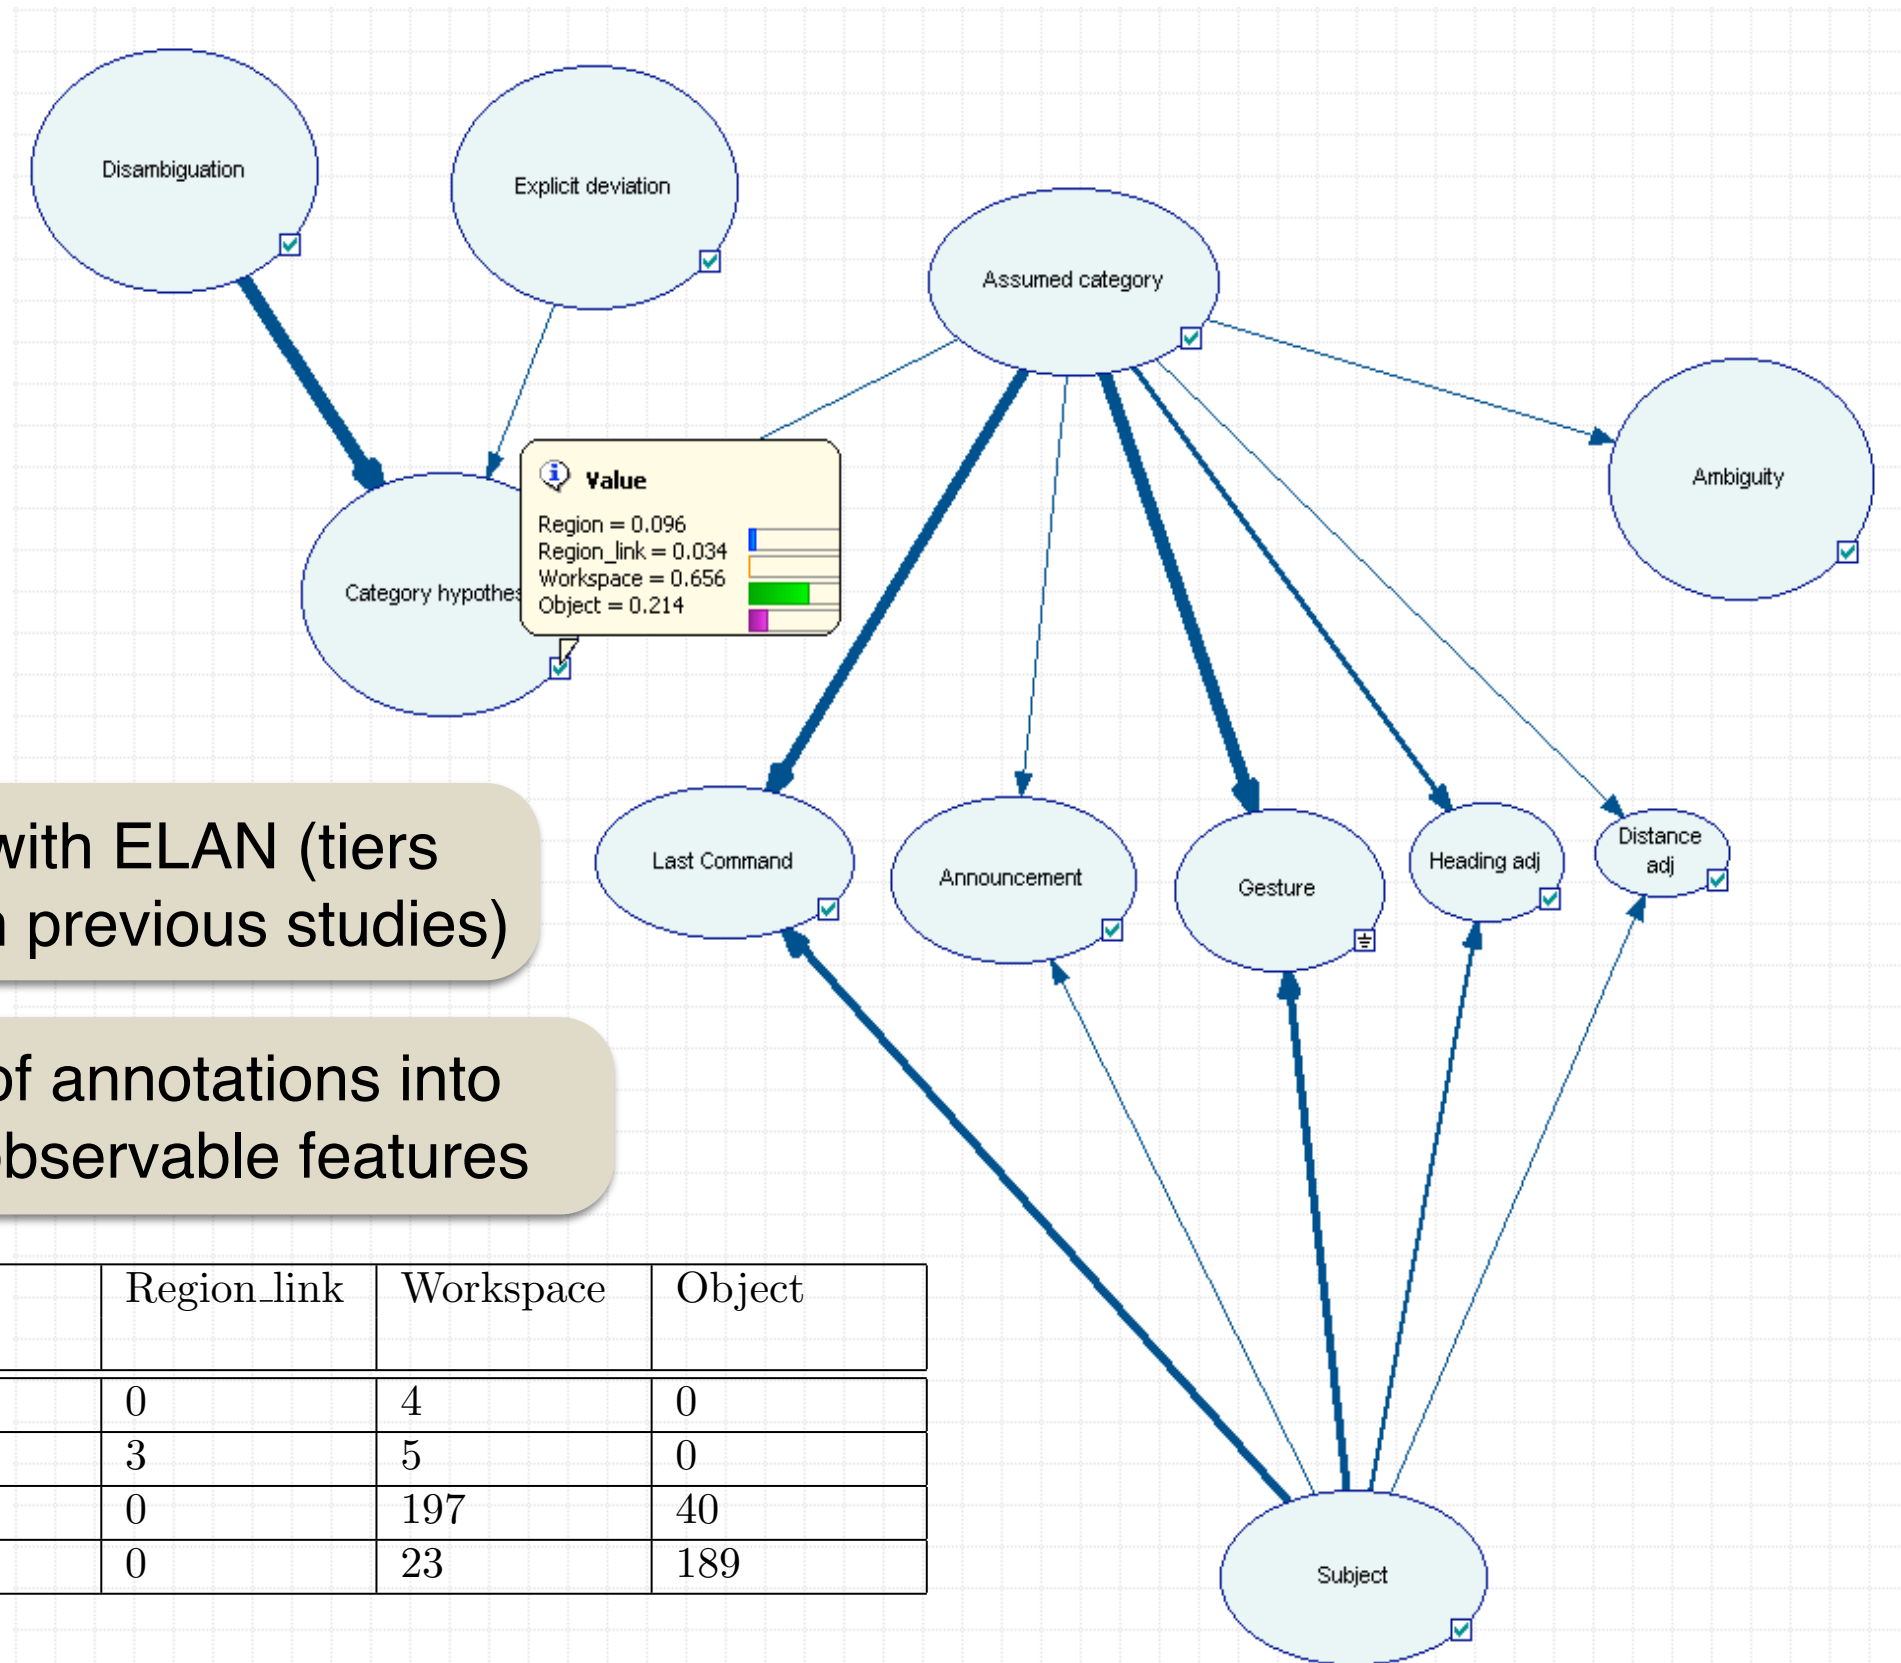 Disambiguation
Explicit deviation
Assumed category
Ambiguity
Value
Region = 0.096
Region_link = 0.034
Workspace = 0.656
Object = 0.214
Category hypothes
with ELAN (tiers
previous studies)
Last Command
Announcement
Gesture
Heading adj
Distance
adj
of annotations into
observable features
Region_link Workspace Object
0 4 0
3 5 0
0 197 40
0 23 189
Subject